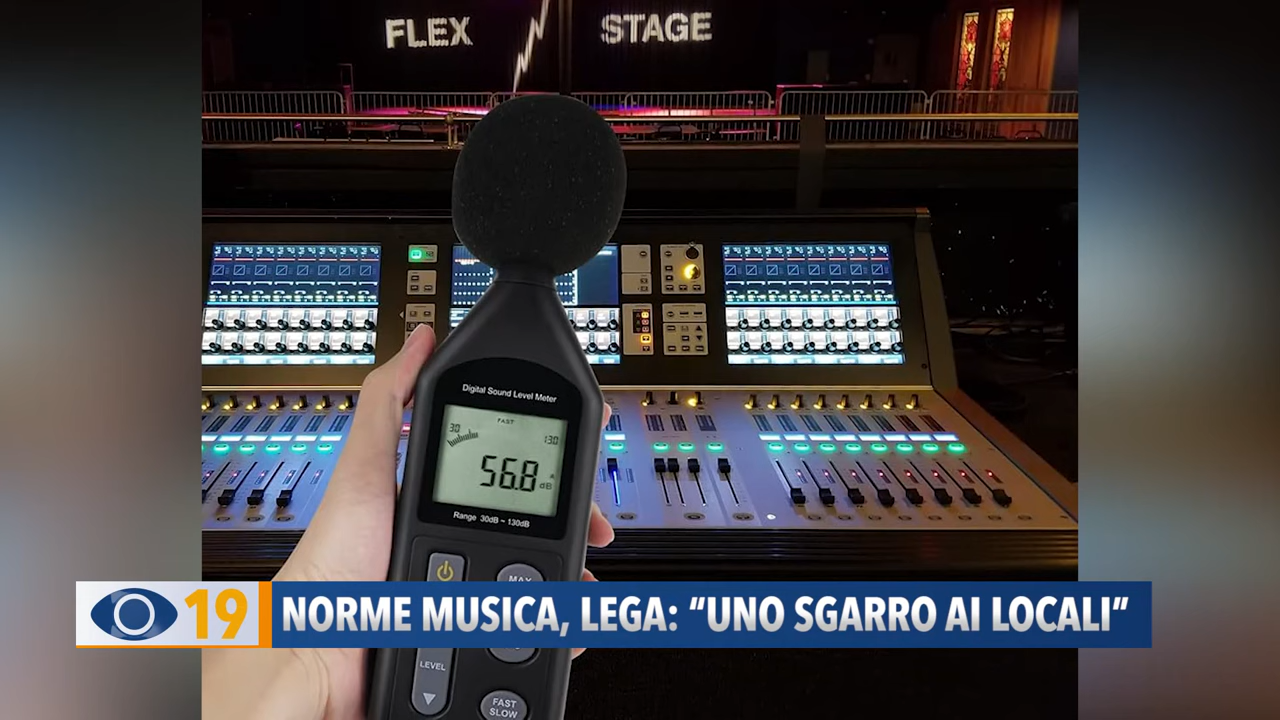 FLEX STAGE
Digital Sound Level Meter
FAST
30
130
56.8 dB
Range 30dB ~ 130dB
MAX
19
NORME MUSICA, LEGA: “UNO SGARRO AI LOCALI”
LEVEL
FAST
SLOW